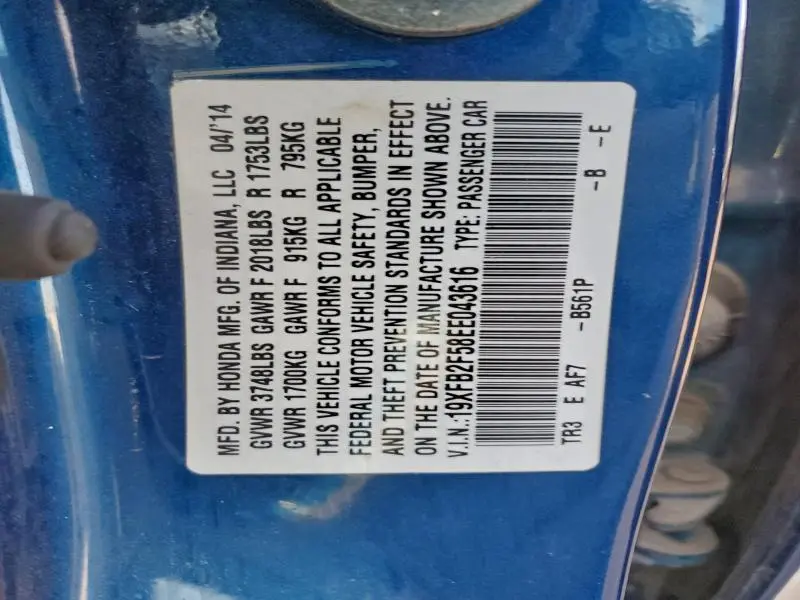 MFD. BY HONDA MFG. OF INDIANA, LLC 04/'14
GVWR 3748LBS GAWR F 2018LBS R 1753LBS
GVWR 1700KG GAWR F 915KG R 795KG
THIS VEHICLE CONFORMS TO ALL APPLICABLE
FEDERAL MOTOR VEHICLE SAFETY, BUMPER,
AND THEFT PREVENTION STANDARDS IN EFFECT
ON THE DATE OF MANUFACTURE SHOWN ABOVE.
V.I.N.:19XFB2F58EE043616 TYPE: PASSENGER CAR
TR3 E AF7 -B561P -B -E